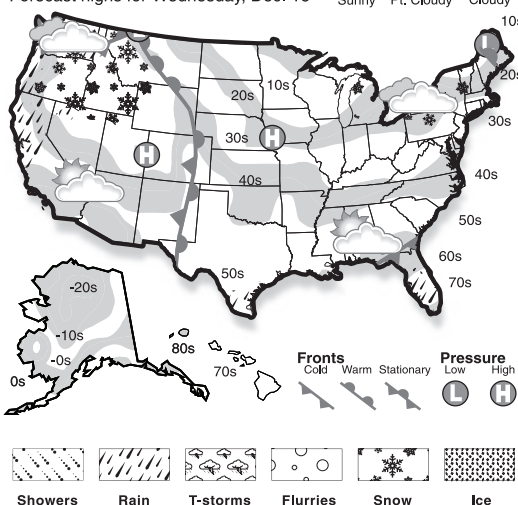 Forecast highs for Wednesday, Dec. 16
Sunny Pt. Cloudy Cloudy
10s
L
20s
10s
20s
30s
30s
H
H
40s
40s
50s
50s
60s
70s
-20s
-10s
-0s
0s
80s
70s
Fronts
Cold Warm Stationary
Pressure
Low High
L H
Showers Rain T-storms Flurries Snow Ice